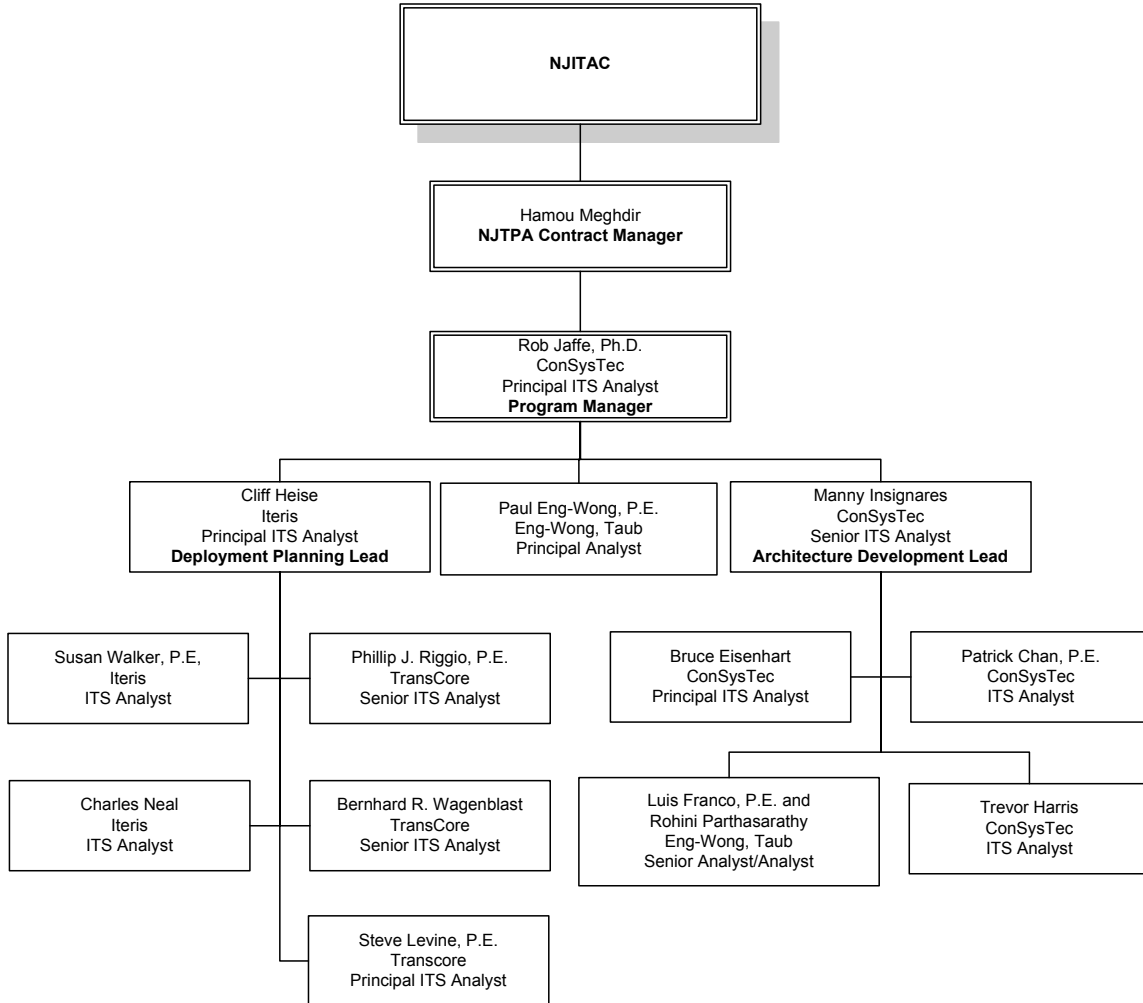 NJITAC
Hamou Meghdir
NJTPA Contract Manager
Rob Jaffe, Ph.D.
ConSysTec
Principal ITS Analyst
Program Manager
Cliff Heise
Iteris
Principal ITS Analyst
Deployment Planning Lead
Paul Eng-Wong, P.E.
Eng-Wong, Taub
Principal Analyst
Manny Insignares
ConSysTec
Senior ITS Analyst
Architecture Development Lead
Susan Walker, P.E,
Iteris
ITS Analyst
Phillip J. Riggio, P.E.
TransCore
Senior ITS Analyst
Bruce Eisenhart
ConSysTec
Principal ITS Analyst
Patrick Chan, P.E.
ConSysTec
ITS Analyst
Charles Neal
Iteris
ITS Analyst
Bernhard R. Wagenblast
TransCore
Senior ITS Analyst
Luis Franco, P.E. and
Rohini Parthasarathy
Eng-Wong, Taub
Senior Analyst/Analyst
Trevor Harris
ConSysTec
ITS Analyst
Steve Levine, P.E.
Transcore
Principal ITS Analyst